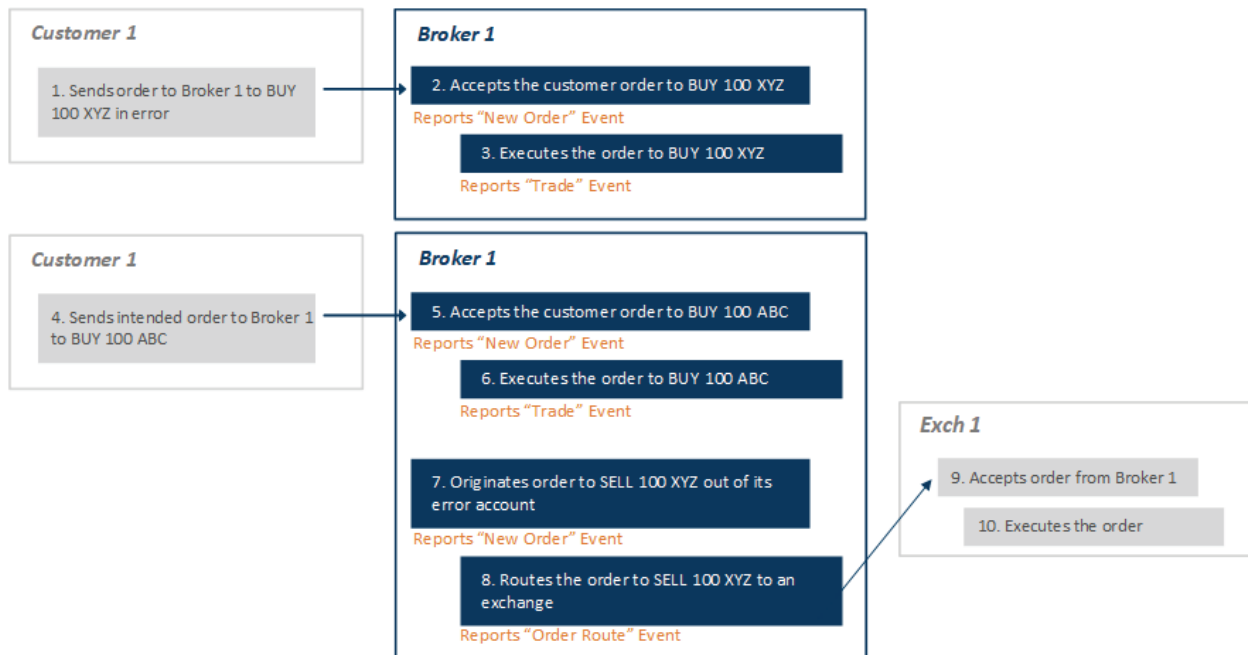 Customer 1
1. Sends order to Broker 1 to BUY
100 XYZ in error
Broker 1
2. Accepts the customer order to BUY 100 XYZ
Reports “New Order” Event
3. Executes the order to BUY 100 XYZ
Reports “Trade” Event
Customer 1
4. Sends intended order to Broker 1
to BUY 100 ABC
Broker 1
5. Accepts the customer order to BUY 100 ABC
Reports “New Order” Event
6. Executes the order to BUY 100 ABC
Reports “Trade” Event
7. Originates order to SELL 100 XYZ out of its
error account
Reports “New Order” Event
8. Routes the order to SELL 100 XYZ to an
exchange
Reports “Order Route” Event
Exch 1
9. Accepts order from Broker 1
10. Executes the order